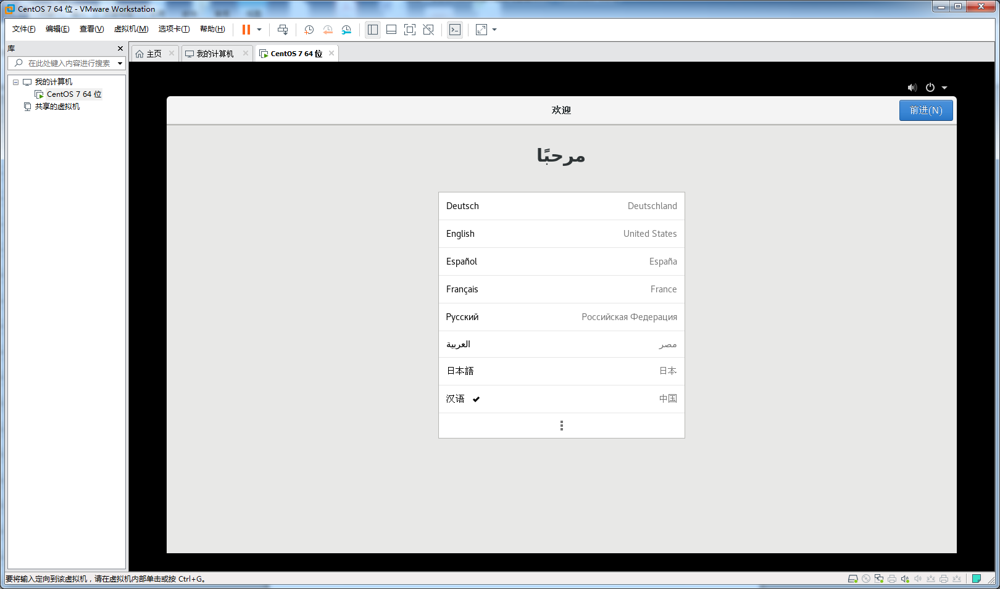 CentOS 7 64 位 - VMware Workstation
文件(F) 编辑(E) 查看(V) 虚拟机(M) 选项卡(T) 帮助(H)
库
在此处键入内容进行搜索
我的计算机
CentOS 7 64 位
共享的虚拟机
主页 我的计算机 CentOS 7 64 位
欢迎 前进(N)
مرحبًا
Deutsch Deutschland
English United States
Español España
Français France
Русский Российская Федерация
العربية مصر
日本語 日本
汉语 中国
要将输入定向到该虚拟机，请在虚拟机内部单击或按 Ctrl+G。